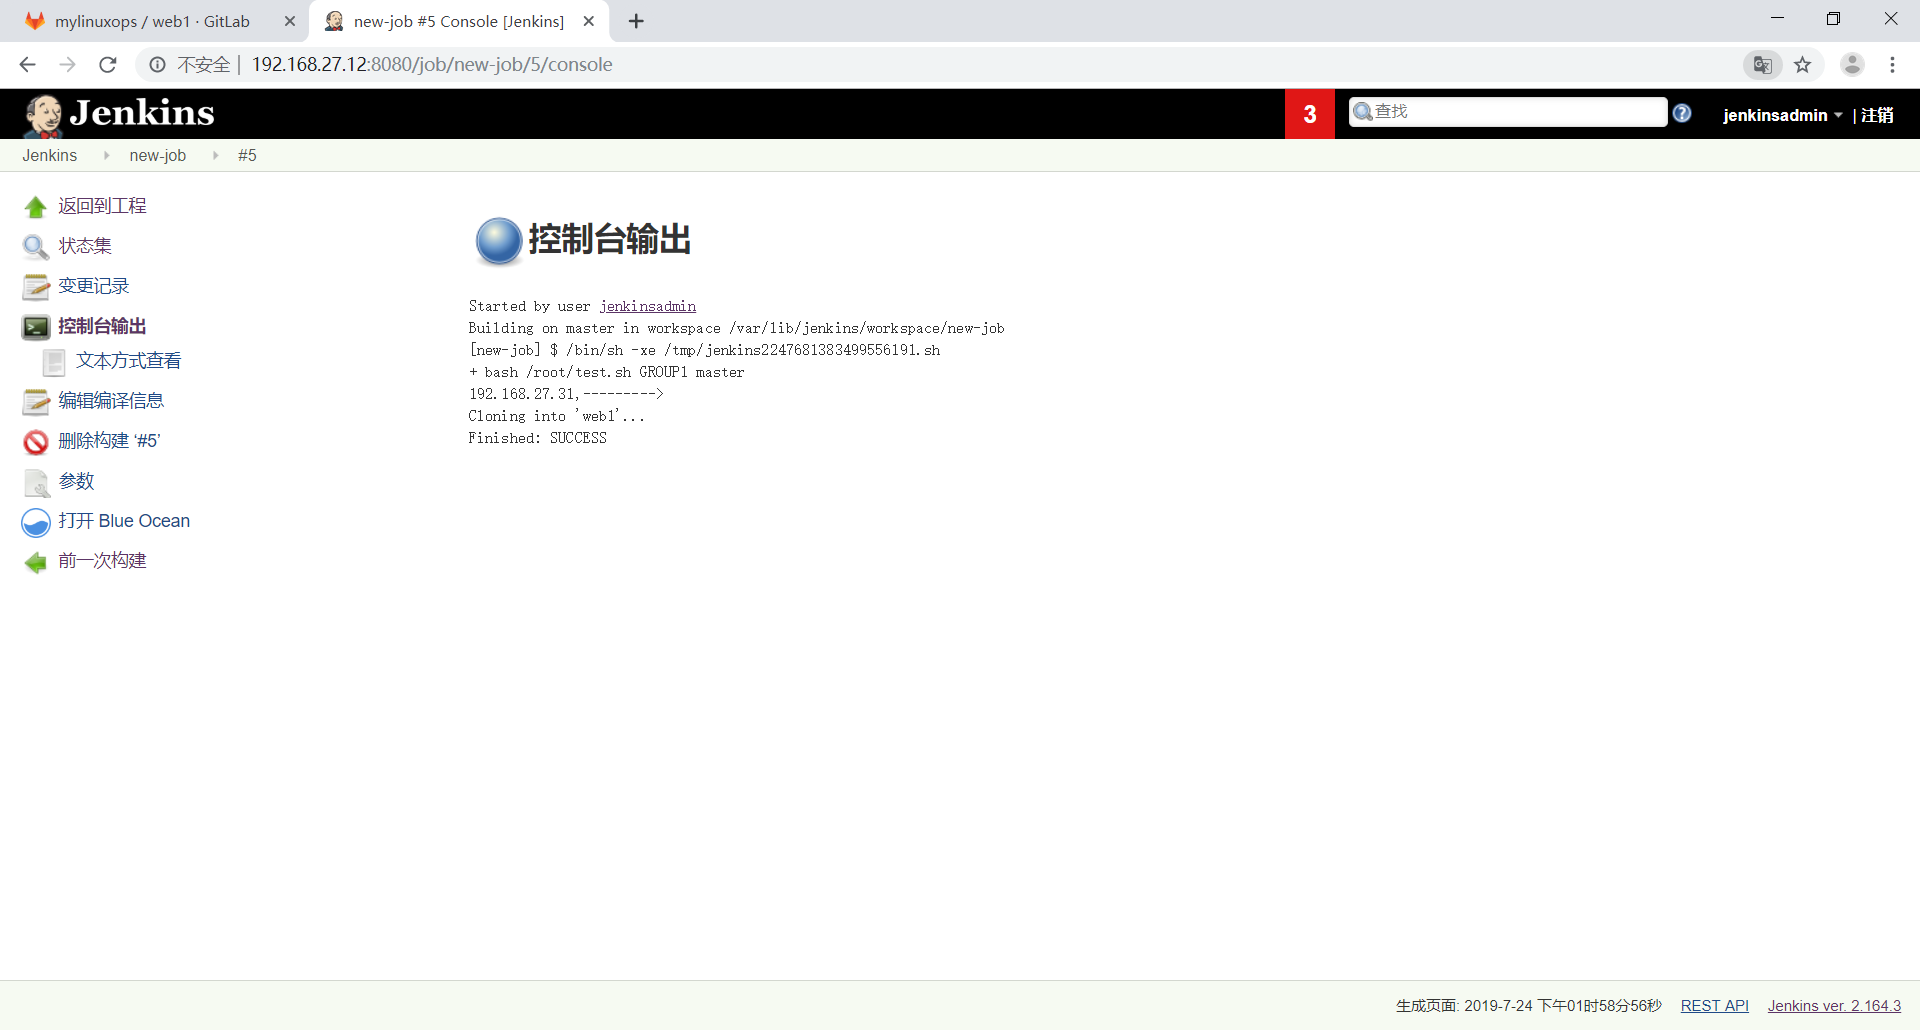 mylinuxops / web1 · GitLab
new-job #5 Console [Jenkins]
不安全 | 192.168.27.12:8080/job/new-job/5/console
Jenkins
3
查找
jenkinsadmin | 注销
Jenkins new-job #5
返回到工程
状态集
变更记录
控制台输出
文本方式查看
编辑编译信息
删除构建 ‘#5’
参数
打开 Blue Ocean
前一次构建
控制台输出
Started by user jenkinsadmin
Building on master in workspace /var/lib/jenkins/workspace/new-job
[new-job] $ /bin/sh -xe /tmp/jenkins2247681383499556191.sh
+ bash /root/test.sh GROUP1 master
192.168.27.31,--------->
Cloning into 'web1'...
Finished: SUCCESS
生成页面: 2019-7-24 下午01时58分56秒 REST API Jenkins ver. 2.164.3